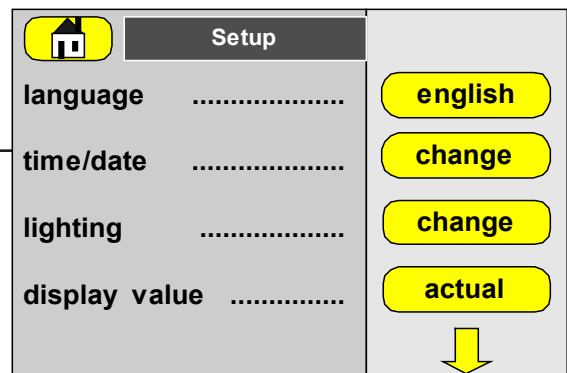 Setup
language .................... english
time/date .................... change
lighting ................... change
display value ............... actual